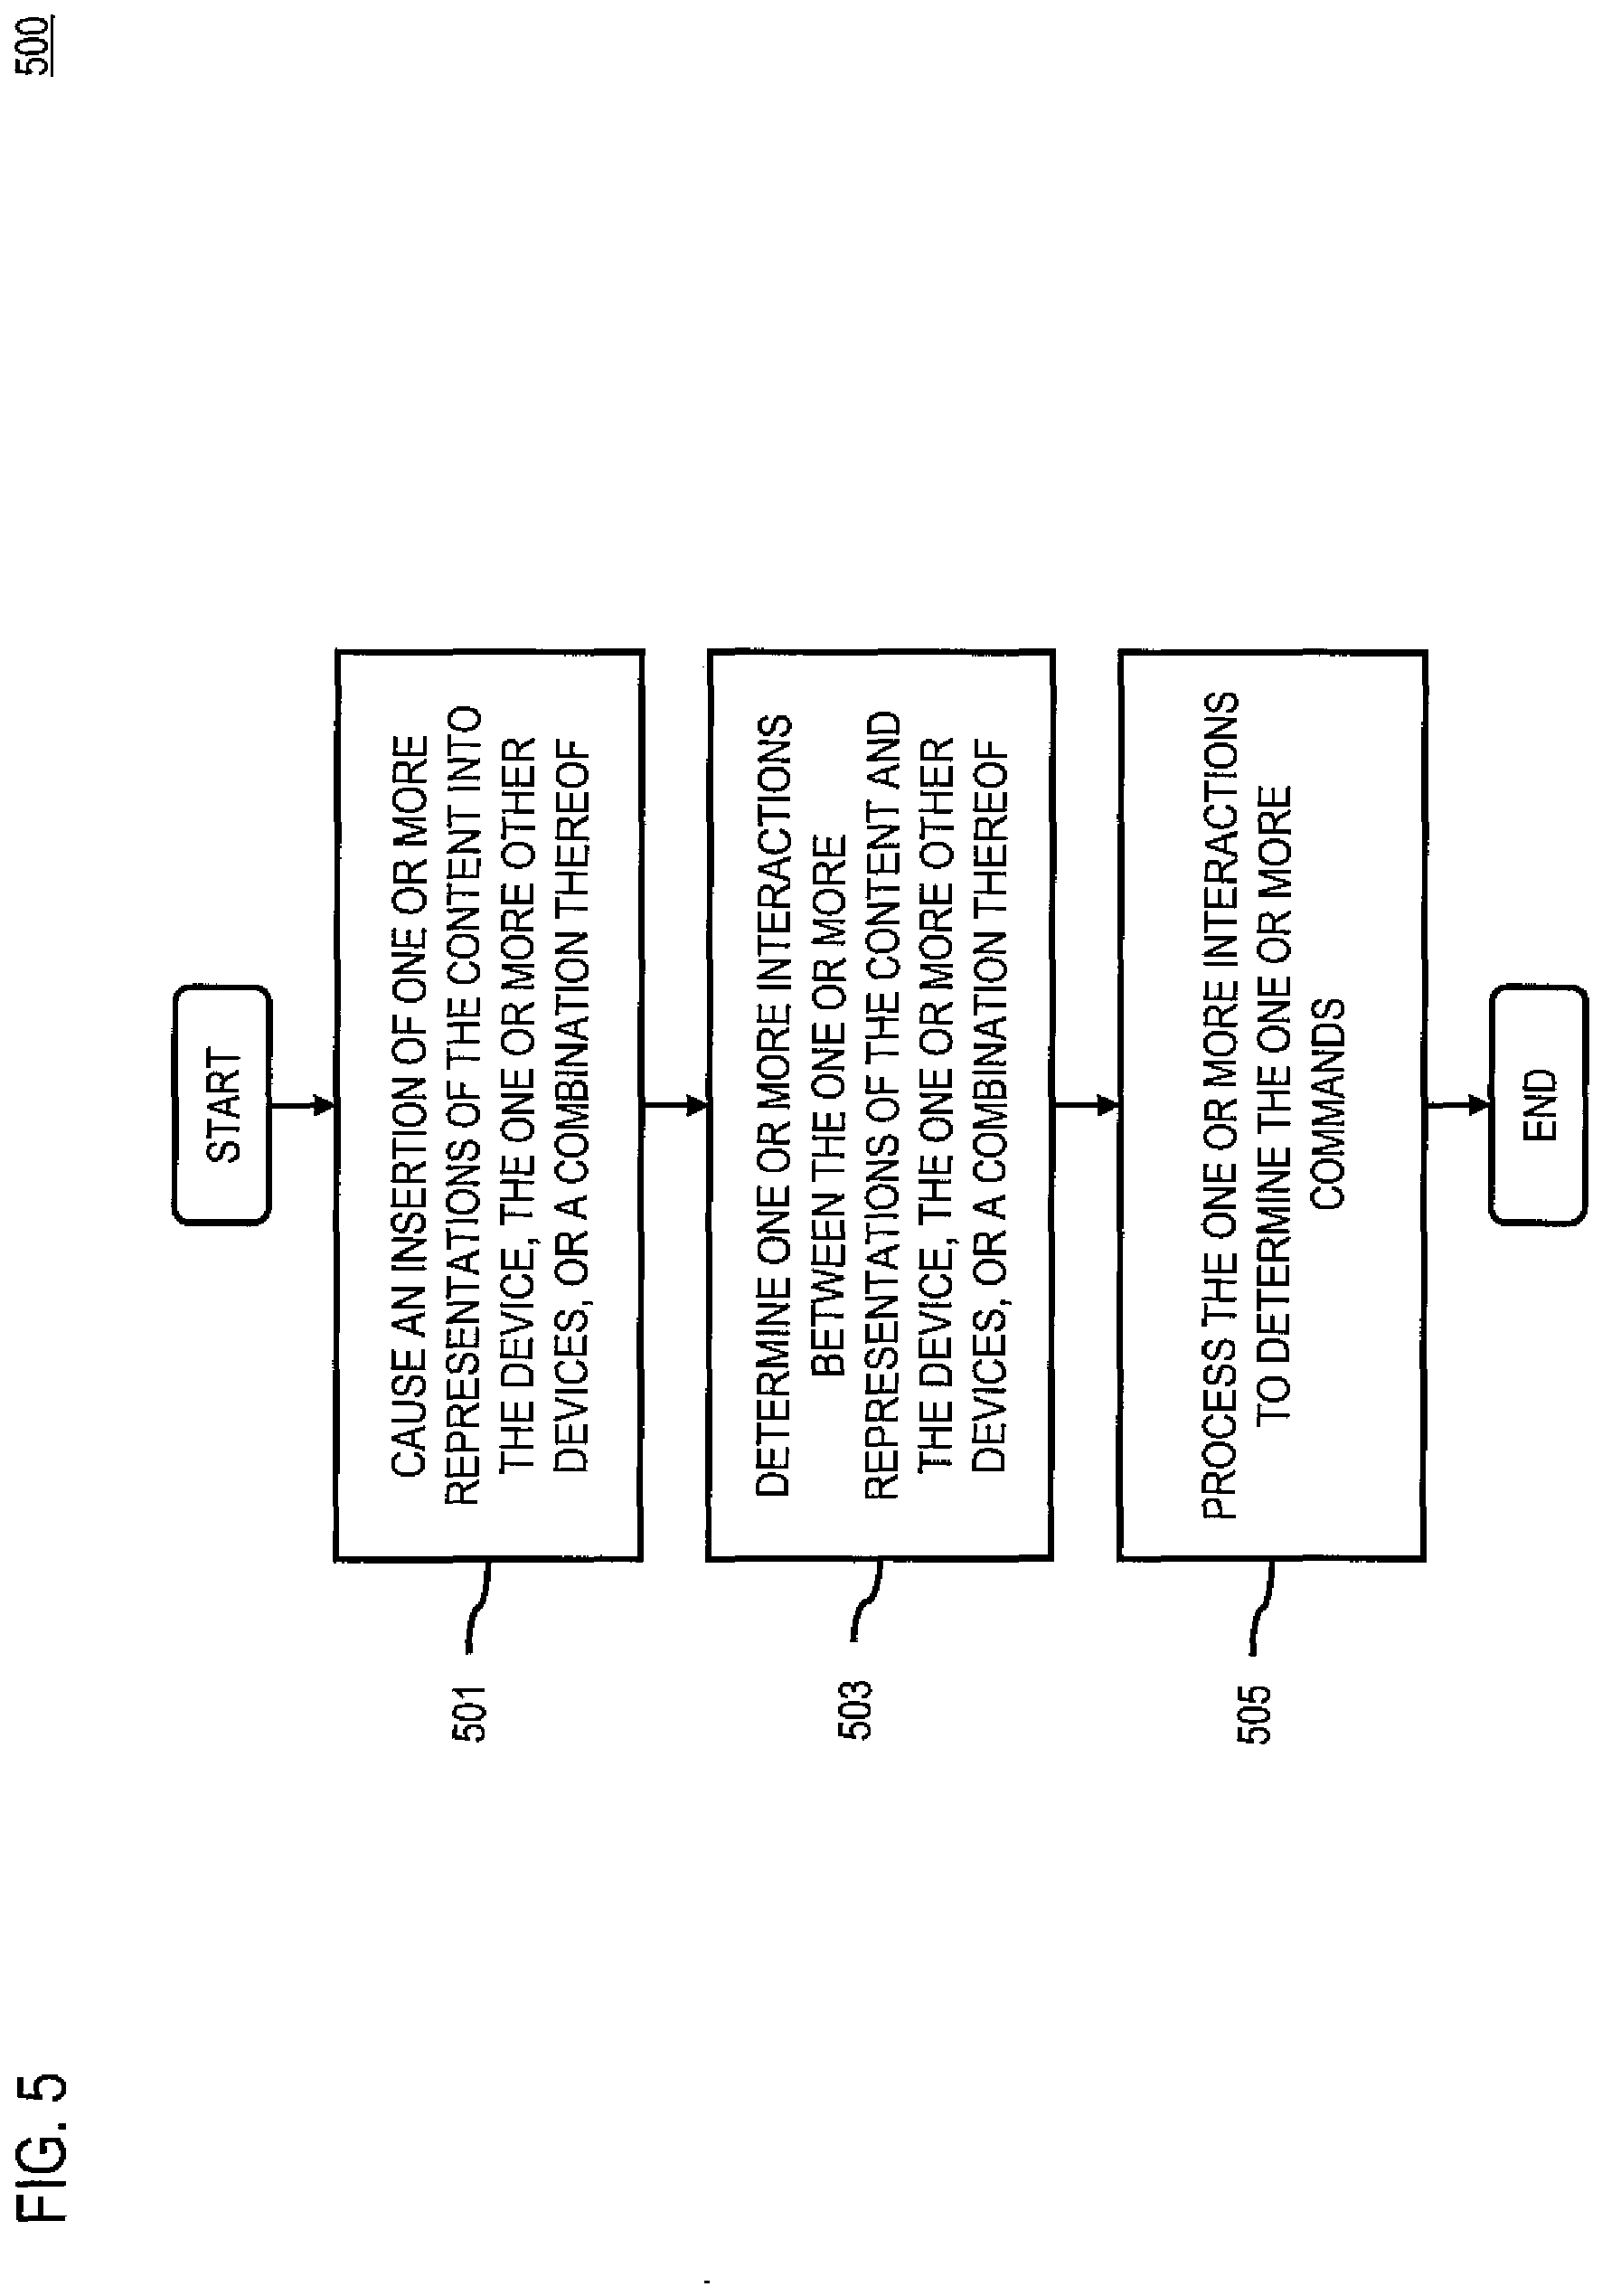 FIG. 5
500
START
CAUSE AN INSERTION OF ONE OR MORE
REPRESENTATIONS OF THE CONTENT INTO
THE DEVICE, THE ONE OR MORE OTHER
DEVICES, OR A COMBINATION THEREOF
501
DETERMINE ONE OR MORE INTERACTIONS
BETWEEN THE ONE OR MORE
REPRESENTATIONS OF THE CONTENT AND
THE DEVICE, THE ONE OR MORE OTHER
DEVICES, OR A COMBINATION THEREOF
503
PROCESS THE ONE OR MORE INTERACTIONS
TO DETERMINE THE ONE OR MORE
COMMANDS
505
END